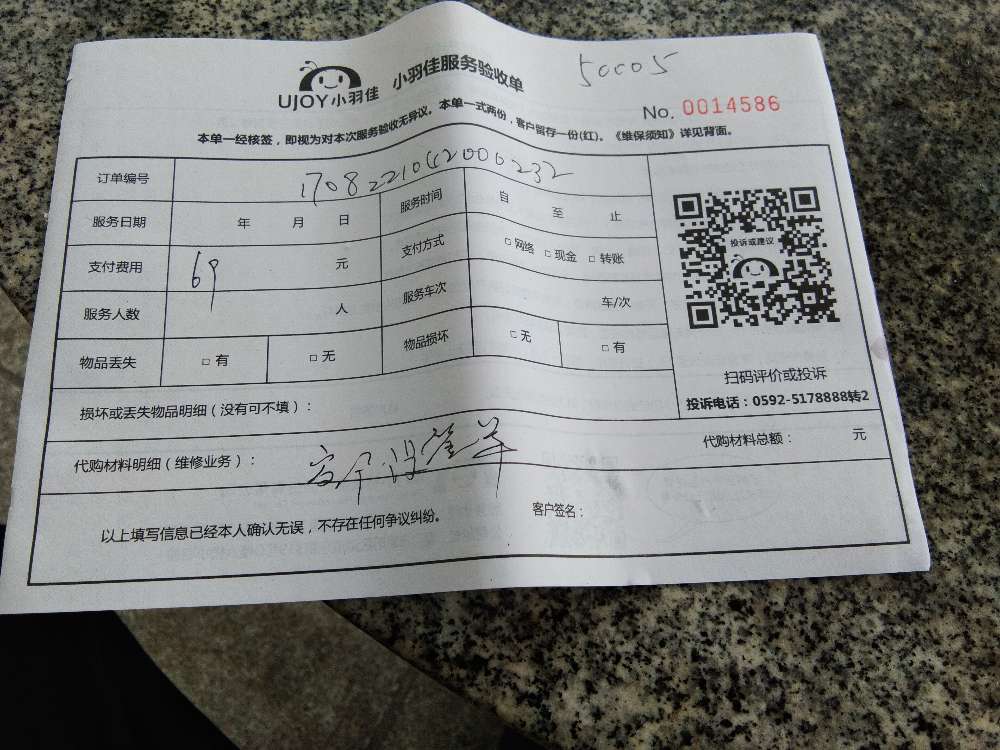 UJOY小羽佳 小羽佳服务验收单 50005
No. 0014586
本单一经核签，即视为对本次服务验收无异议。本单一式两份，客户留存一份(红)。《维保须知》详见背面。
订单编号 1708221042000232
服务日期 年 月 日 服务时间 自 至 止
支付费用 69 元 支付方式 □网络 □现金 □转账
服务人数 人 服务车次 车/次
物品丢失 □有 □无 物品损坏 □无 □有
投诉或建议
扫码评价或投诉
投诉电话：0592-5178888转2
损坏或丢失物品明细（没有可不填）：
代购材料明细（维修业务）： 代购材料总额： 元
以上填写信息已经本人确认无误，不存在任何争议纠纷。 客户签名：